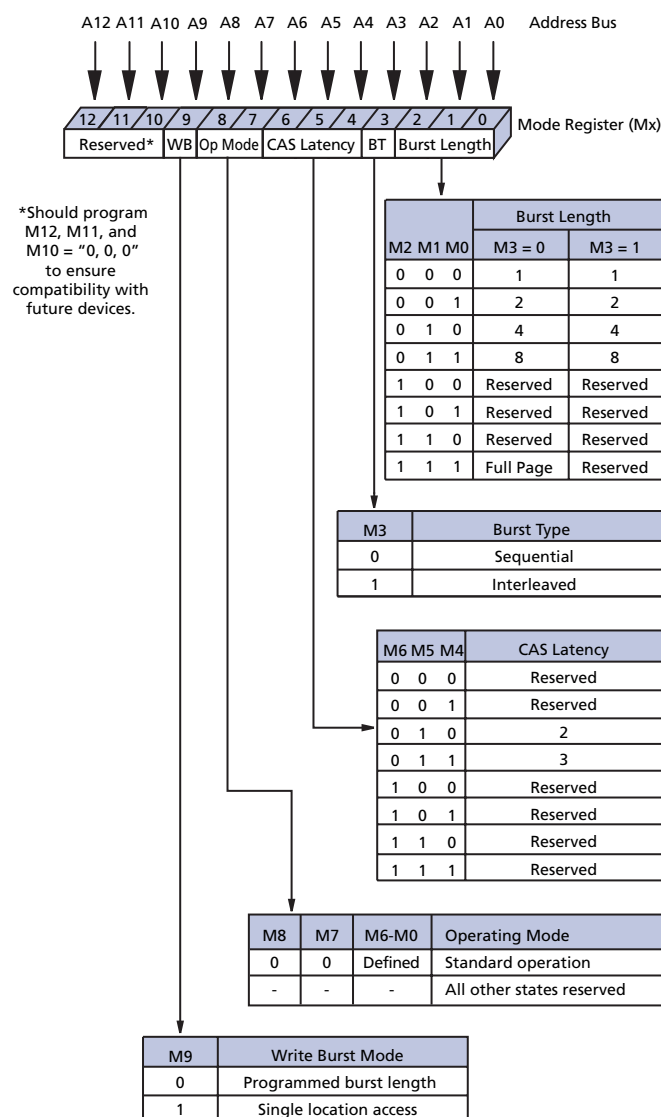 A12 A11 A10 A9 A8 A7 A6 A5 A4 A3 A2 A1 A0 Address Bus
12 11 10 9 8 7 6 5 4 3 2 1 0 Mode Register (Mx)
Reserved* WB Op Mode CAS Latency BT Burst Length
*Should program
M12, M11, and
M10 = “0, 0, 0”
to ensure
compatibility with
future devices.
Burst Length
M2 M1 M0 M3 = 0 M3 = 1
0 0 0 1 1
0 0 1 2 2
0 1 0 4 4
0 1 1 8 8
1 0 0 Reserved Reserved
1 0 1 Reserved Reserved
1 1 0 Reserved Reserved
1 1 1 Full Page Reserved
M3 Burst Type
0 Sequential
1 Interleaved
M6 M5 M4 CAS Latency
0 0 0 Reserved
0 0 1 Reserved
0 1 0 2
0 1 1 3
1 0 0 Reserved
1 0 1 Reserved
1 1 0 Reserved
1 1 1 Reserved
M8 M7 M6-M0 Operating Mode
0 0 Defined Standard operation
- - - All other states reserved
M9 Write Burst Mode
0 Programmed burst length
1 Single location access